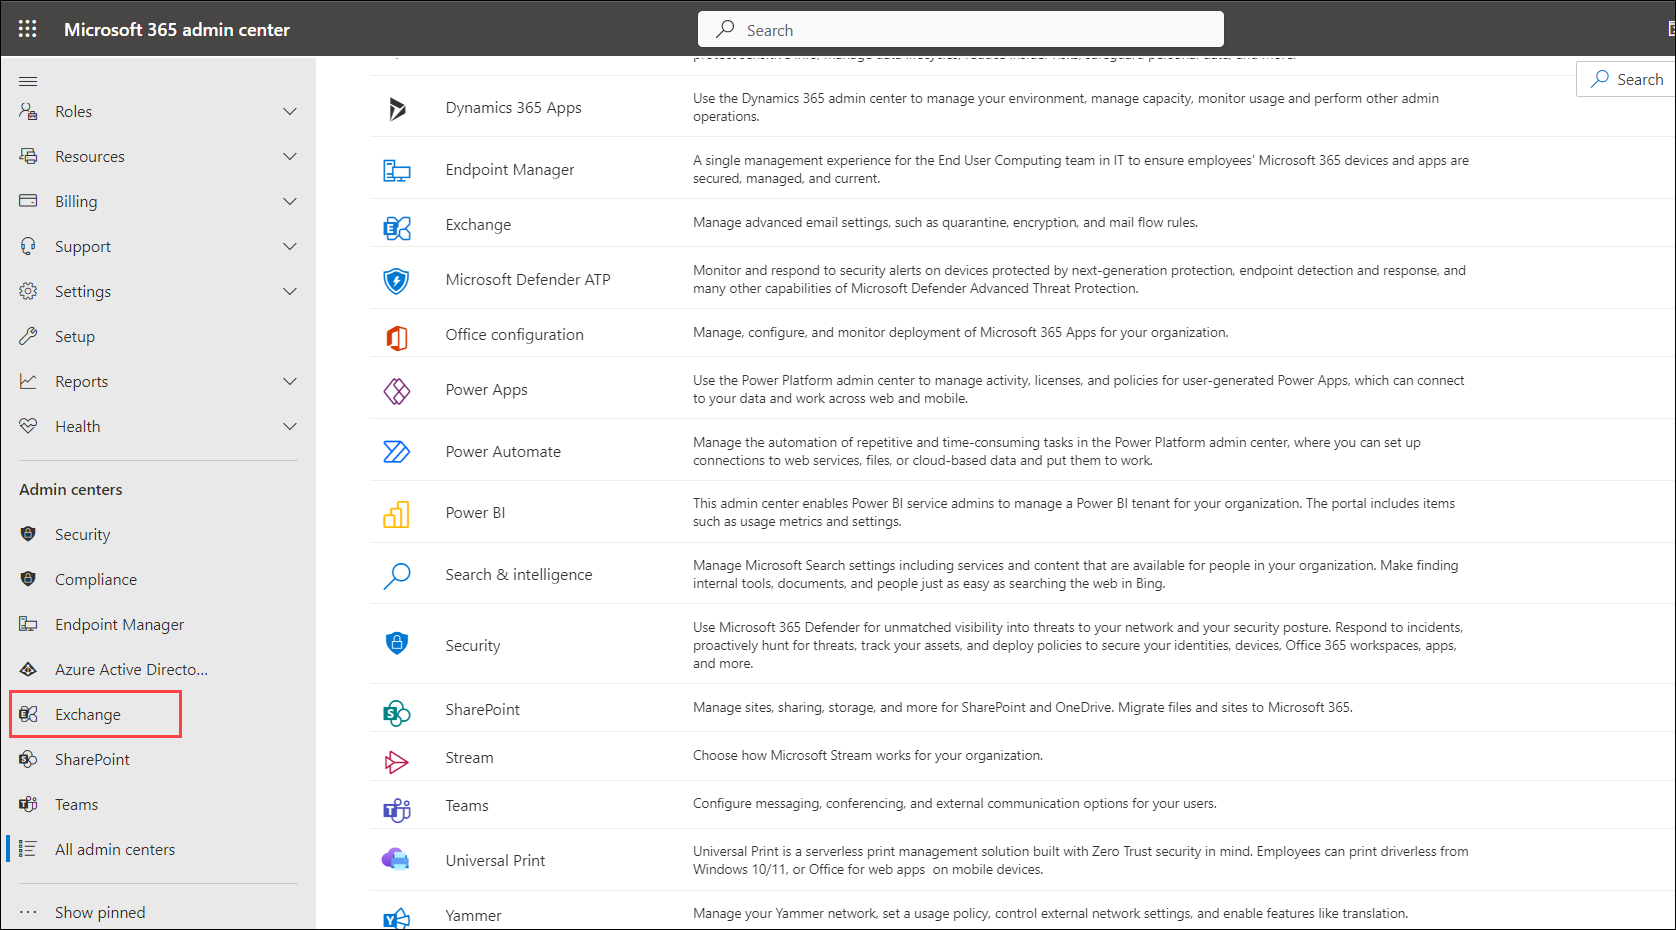 Microsoft 365 admin center
Search
Search
Roles
Resources
Billing
Support
Settings
Setup
Reports
Health
Admin centers
Security
Compliance
Endpoint Manager
Azure Active Directo...
Exchange
SharePoint
Teams
All admin centers
Show pinned
protect sensitive info, manage data lifecycles, reduce insider risks, safeguard personal data, and more.
Dynamics 365 Apps
Use the Dynamics 365 admin center to manage your environment, manage capacity, monitor usage and perform other admin
operations.
Endpoint Manager
A single management experience for the End User Computing team in IT to ensure employees' Microsoft 365 devices and apps are
secured, managed, and current.
Exchange
Manage advanced email settings, such as quarantine, encryption, and mail flow rules.
Microsoft Defender ATP
Monitor and respond to security alerts on devices protected by next-generation protection, endpoint detection and response, and
many other capabilities of Microsoft Defender Advanced Threat Protection.
Office configuration
Manage, configure, and monitor deployment of Microsoft 365 Apps for your organization.
Power Apps
Use the Power Platform admin center to manage activity, licenses, and policies for user-generated Power Apps, which can connect
to your data and work across web and mobile.
Power Automate
Manage the automation of repetitive and time-consuming tasks in the Power Platform admin center, where you can set up
connections to web services, files, or cloud-based data and put them to work.
Power BI
This admin center enables Power BI service admins to manage a Power BI tenant for your organization. The portal includes items
such as usage metrics and settings.
Search & intelligence
Manage Microsoft Search settings including services and content that are available for people in your organization. Make finding
internal tools, documents, and people just as easy as searching the web in Bing.
Security
Use Microsoft 365 Defender for unmatched visibility into threats to your network and your security posture. Respond to incidents,
proactively hunt for threats, track your assets, and deploy policies to secure your identities, devices, Office 365 workspaces, apps,
and more.
SharePoint
Manage sites, sharing, storage, and more for SharePoint and OneDrive. Migrate files and sites to Microsoft 365.
Stream
Choose how Microsoft Stream works for your organization.
Teams
Configure messaging, conferencing, and external communication options for your users.
Universal Print
Universal Print is a serverless print management solution built with Zero Trust security in mind. Employees can print driverless from
Windows 10/11, or Office for web apps on mobile devices.
Yammer
Manage your Yammer network, set a usage policy, control external network settings, and enable features like translation.